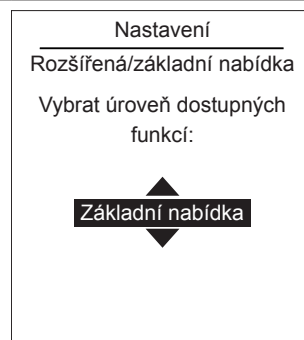 Nastavení
Rozšířená/základní nabídka
Vybrat úroveň dostupných
funkcí:
Základní nabídka